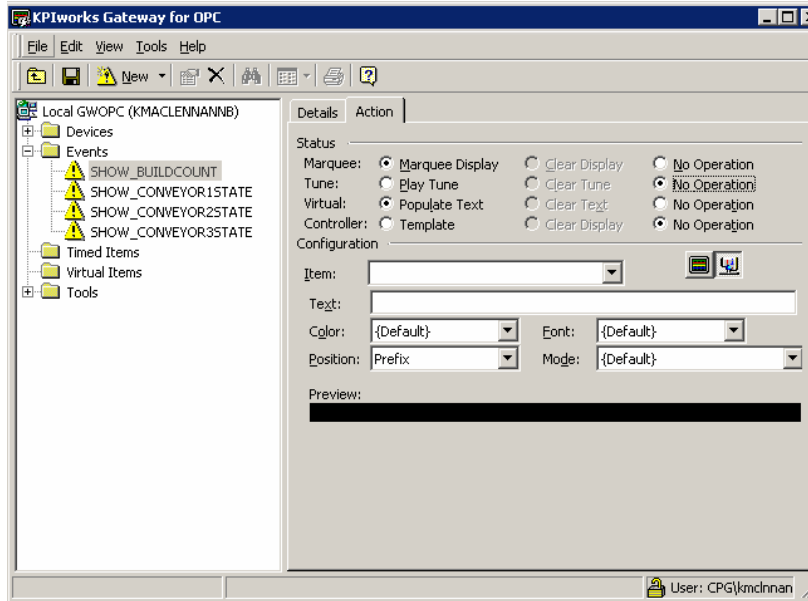 KPIworks Gateway for OPC
File Edit View Tools Help
New
Local GWOPC (KMACLENNANNB)
Devices
Events
SHOW_BUILDCOUNT
SHOW_CONVEYOR1STATE
SHOW_CONVEYOR2STATE
SHOW_CONVEYOR3STATE
Timed Items
Virtual Items
Tools
Details Action
Status
Marquee: Marquee Display Clear Display No Operation
Tune: Play Tune Clear Tune No Operation
Virtual: Populate Text Clear Text No Operation
Controller: Template Clear Display No Operation
Configuration
Item:
Text:
Color: {Default} Font: {Default}
Position: Prefix Mode: {Default}
Preview:
User: CPG\kmclnnan